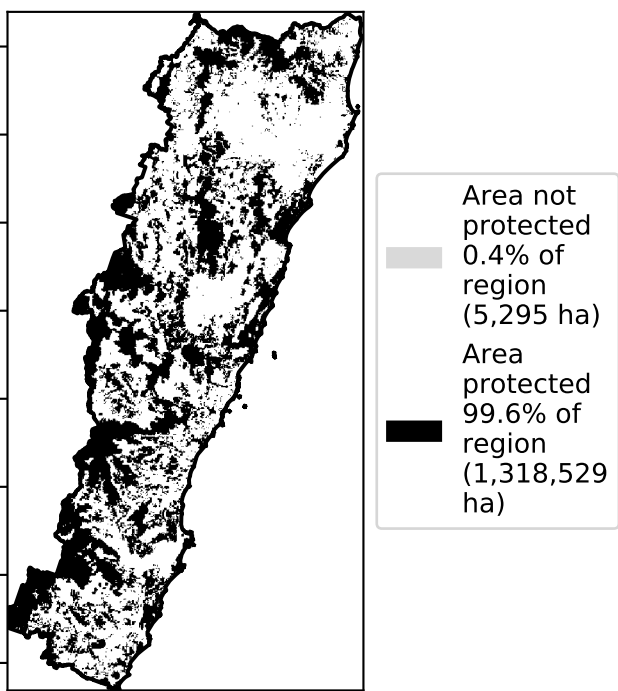 Area not
protected
0.4% of
region
(5,295 ha)
Area
protected
99.6% of
region
(1,318,529
ha)